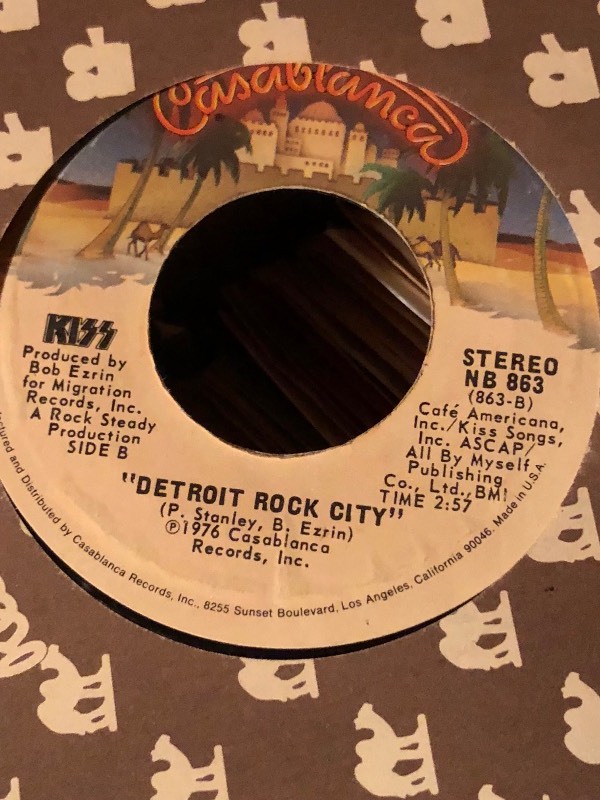 Casablanca
KISS
Produced by
Bob Ezrin
for Migration
Records, Inc.
A Rock Steady
Production
SIDE B
STEREO
NB 863
(863-B)
Café Americana,
Inc./Kiss Songs,
Inc. ASCAP/
All By Myself
Publishing
Co., Ltd., BMI
TIME 2:57
"DETROIT ROCK CITY"
(P. Stanley, B. Ezrin)
℗1976 Casablanca
Records, Inc.
and Distributed by Casablanca Records, Inc., 8255 Sunset Boulevard, Los Angeles, California 90046. Made in U.S.A.